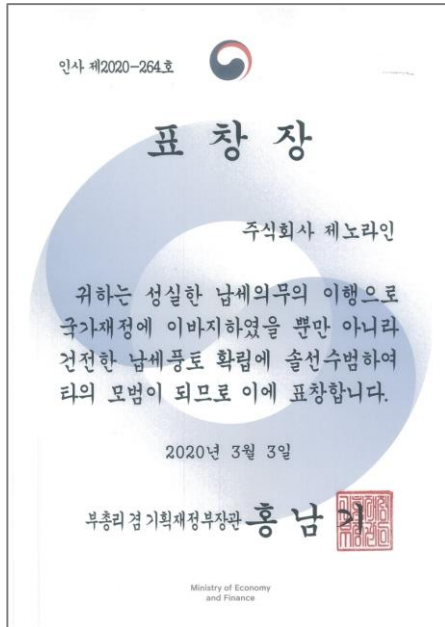 인사 제2020-264호
표 창 장
주식회사 제노라인
귀하는 성실한 납세의무의 이행으로
국가재정에 이바지하였을 뿐만 아니라
건전한 납세풍토 확립에 솔선수범하여
타의 모범이 되므로 이에 표창합니다.
2020년 3월 3일
부총리 겸 기획재정부장관 홍 남 기
Ministry of Economy
and Finance